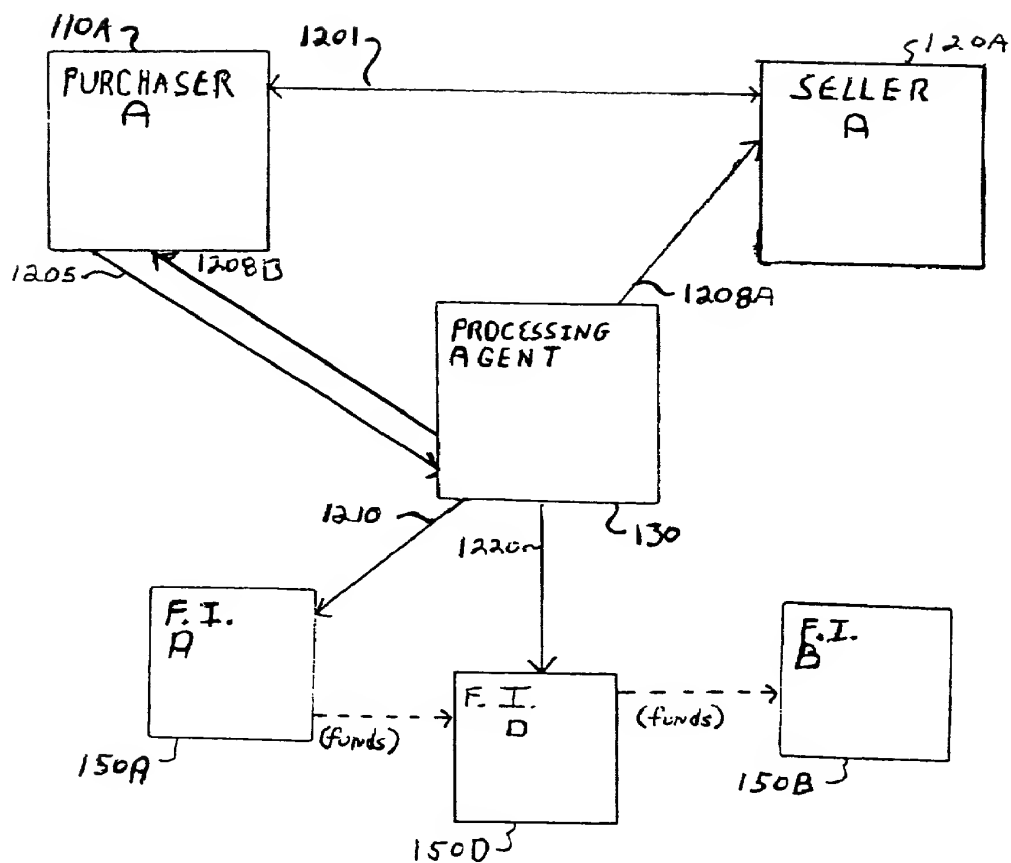 110A
1201
120A
PURCHASER
A
SELLER
A
1205
1208B
1208A
PROCESSING
AGENT
1210
1220
130
F. I.
A
F. I.
D
F. I.
B
(funds)
(funds)
150A
150B
150D